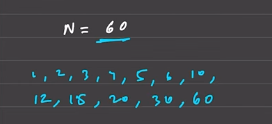 N = 60
1, 2, 3, 4, 5, 6, 10,
12, 15, 20, 30, 60